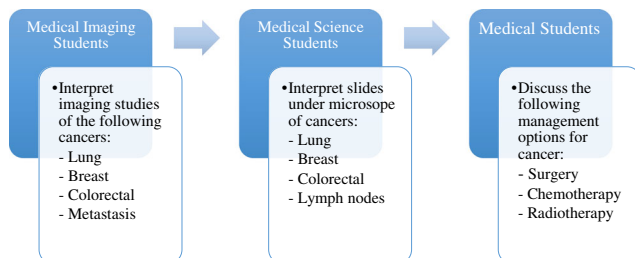 Medical Imaging
Students
•Interpret
imaging studies
of the following
cancers:
- Lung
- Breast
- Colorectal
- Metastasis
Medical Science
Students
•Interpret slides
under microsope
of cancers:
- Lung
- Breast
- Colorectal
- Lymph nodes
Medical Students
•Discuss the
following
management
options for
cancer:
- Surgery
- Chemotherapy
- Radiotherapy